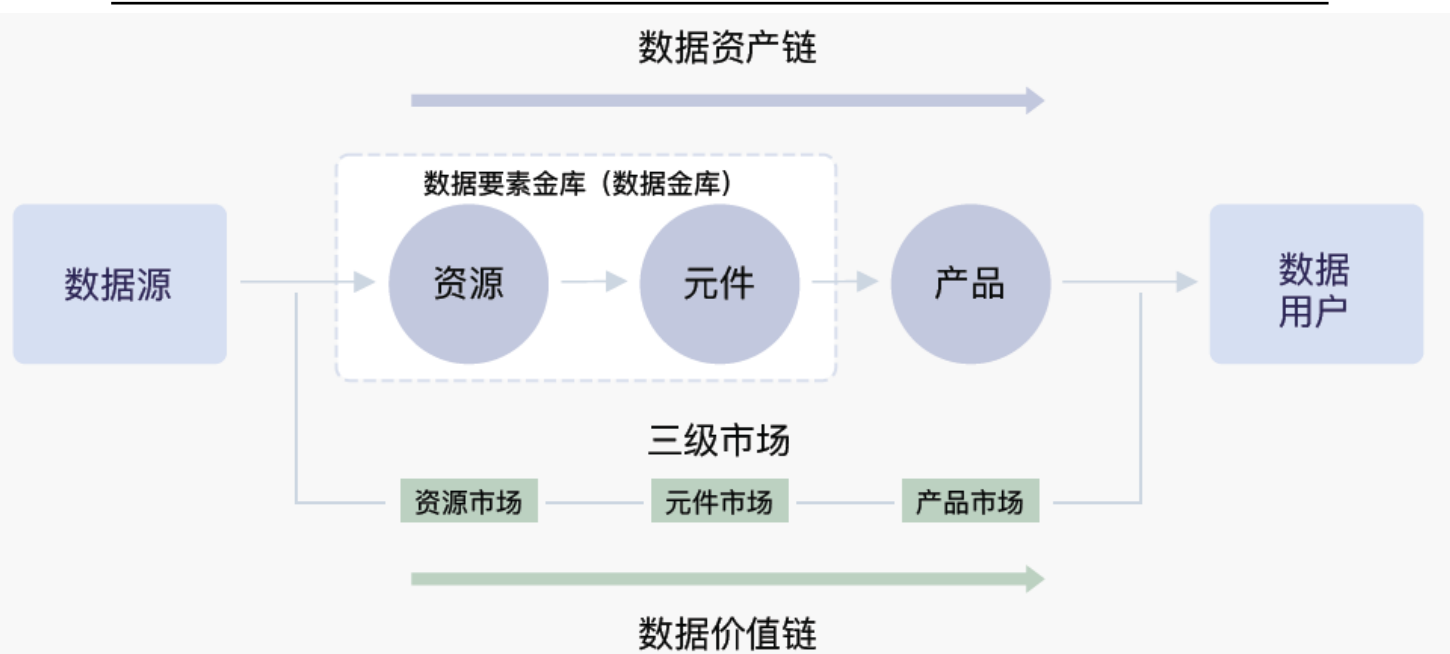 数据资产链
数据要素金库（数据金库）
数据源
资源
元件
产品
数据
用户
三级市场
资源市场
元件市场
产品市场
数据价值链